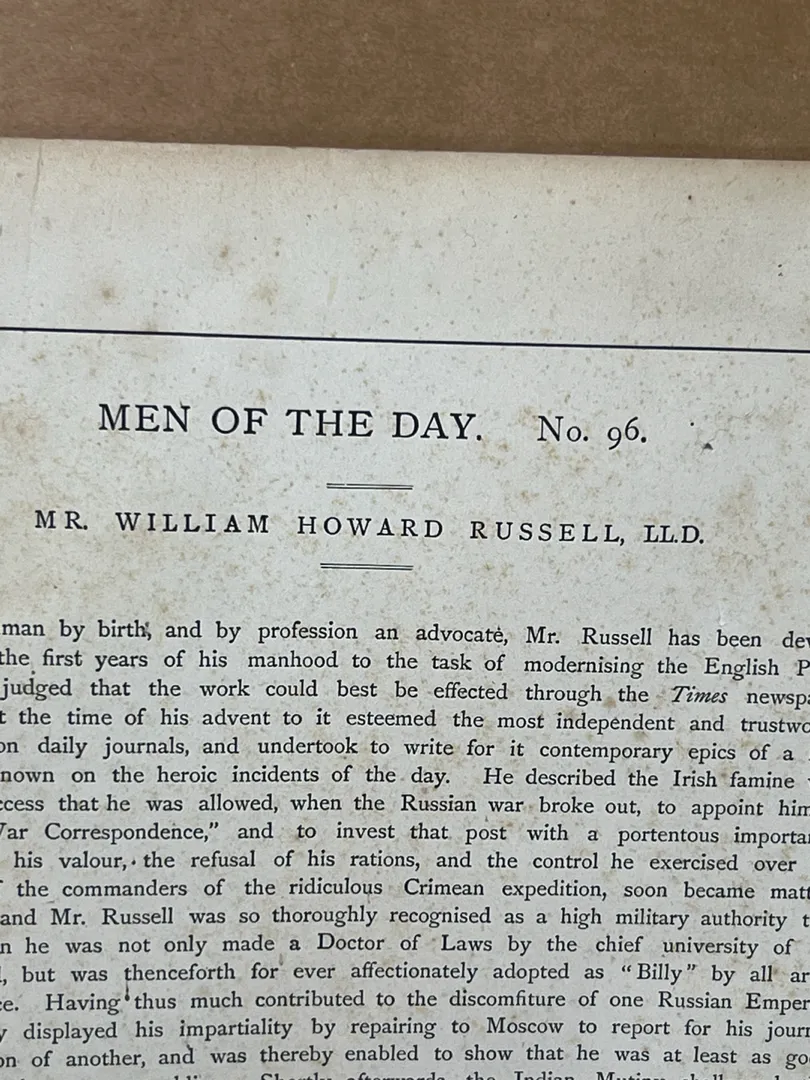 MEN OF THE DAY. No. 96.
MR. WILLIAM HOWARD RUSSELL, LL.D.
man by birth, and by profession an advocate, Mr. Russell has been
the first years of his manhood to the task of modernising the English
judged that the work could best be effected through the Times
the time of his advent to it esteemed the most independent and
daily journals, and undertook to write for it contemporary epics of a
on the heroic incidents of the day. He described the Irish famine
that he was allowed, when the Russian war broke out, to appoint
Correspondence," and to invest that post with a portentous
his valour, the refusal of his rations, and the control he exercised over
the commanders of the ridiculous Crimean expedition, soon became
and Mr. Russell was so thoroughly recognised as a high military authority
he was not only made a Doctor of Laws by the chief university of
but was thenceforth for ever affectionately adopted as "Billy" by all
Having thus much contributed to the discomfiture of one Russian
displayed his impartiality by repairing to Moscow to report for his
of another, and was thereby enabled to show that he was at least as